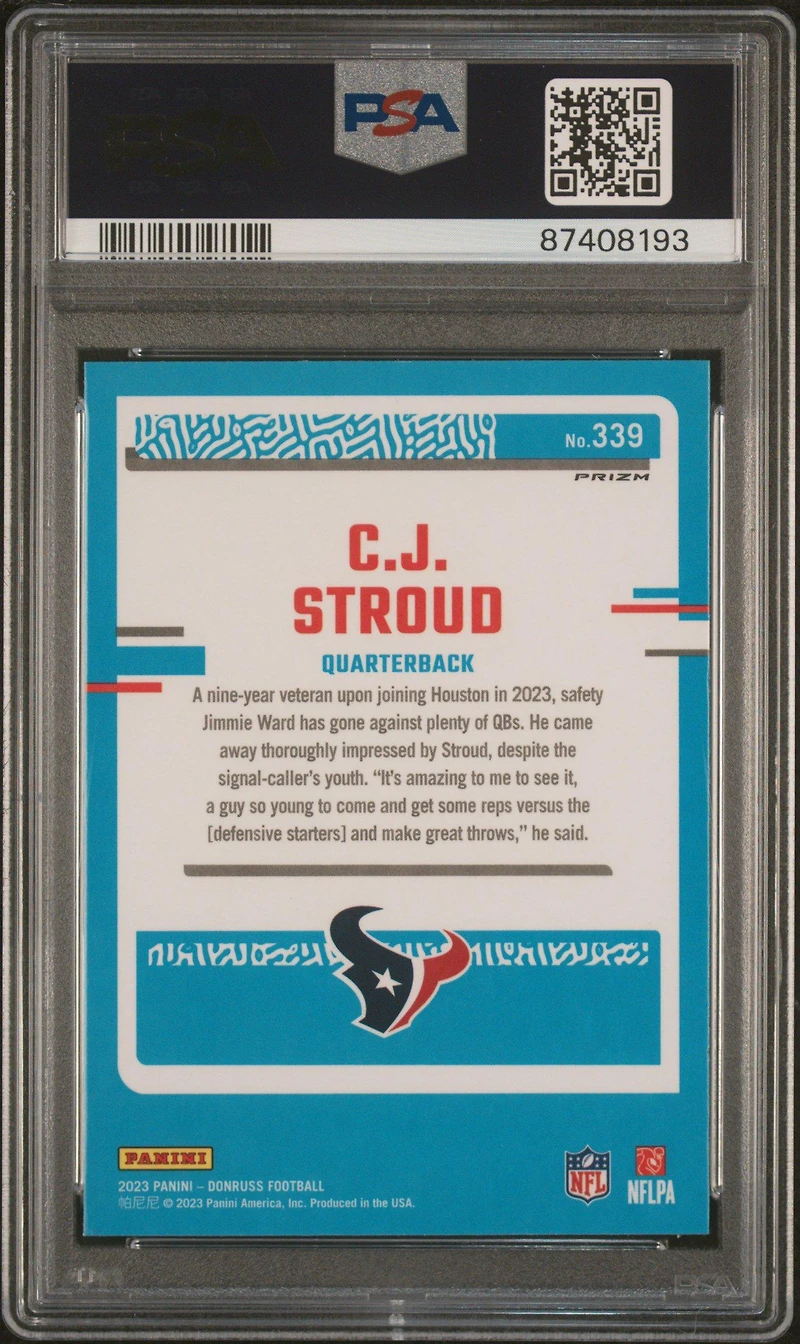 PSA
87408193
No.339
PRIZM
C.J.
STROUD
QUARTERBACK
A nine-year veteran upon joining Houston in 2023, safety
Jimmie Ward has gone against plenty of QBs. He came
away thoroughly impressed by Stroud, despite the
signal-caller's youth. “It's amazing to me to see it,
a guy so young to come and get some reps versus the
[defensive starters] and make great throws,” he said.
PANINI
2023 PANINI – DONRUSS FOOTBALL
帕尼尼 © 2023 Panini America, Inc. Produced in the USA.
NFL
NFLPA
PSA